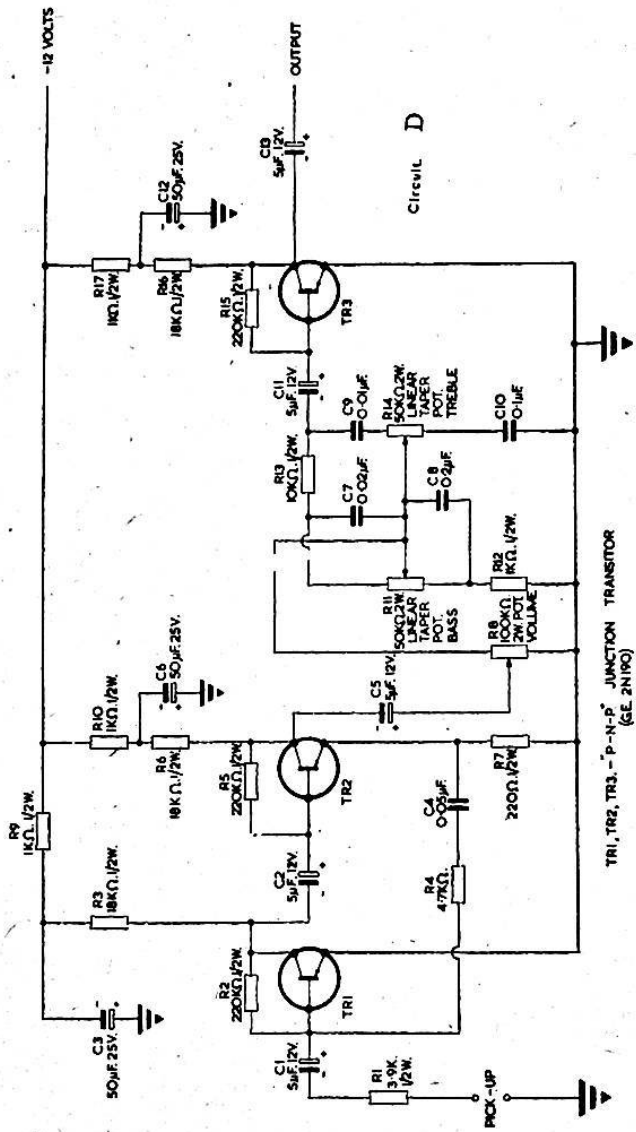 -12 VOLTS
R9
1KΩ.1/2W.
R17
1KΩ.1/2W.
C12
50µF.25V.
R16
18KΩ.1/2W.
R15
220KΩ.1/2W.
TR3
C13
5µF.12V.
OUTPUT
Circuit D
R10
1KΩ.1/2W.
C6
50µF.25V.
R6
18KΩ.1/2W.
R5
220KΩ.1/2W.
TR2
C11
5µF.12V.
R13
10KΩ.1/2W.
C9
0·01µF.
C7
0·02µF.
R14
50KΩ.2W.
LINEAR
TAPER
POT.
TREBLE
C10
0·1µF.
C8
0·2µF.
R11
50KΩ.2W.
LINEAR
TAPER
POT.
BASS
R12
1KΩ.1/2W.
R8
100KΩ.
2W.POT
VOLUME
C5
5µF.12V.
R3
18KΩ.1/2W.
C2
5µF.12V.
C4
0·05µF.
R7
220Ω.1/2W.
R4
4·7KΩ.
C3
50µF.25V.
R2
220KΩ.1/2W.
TR1
C1
5µF.12V.
R1
3·9K.
1/2W.
PICK-UP
TR1, TR2, TR3,-"P-N-P" JUNCTION TRANSITOR
(GE. 2N190)